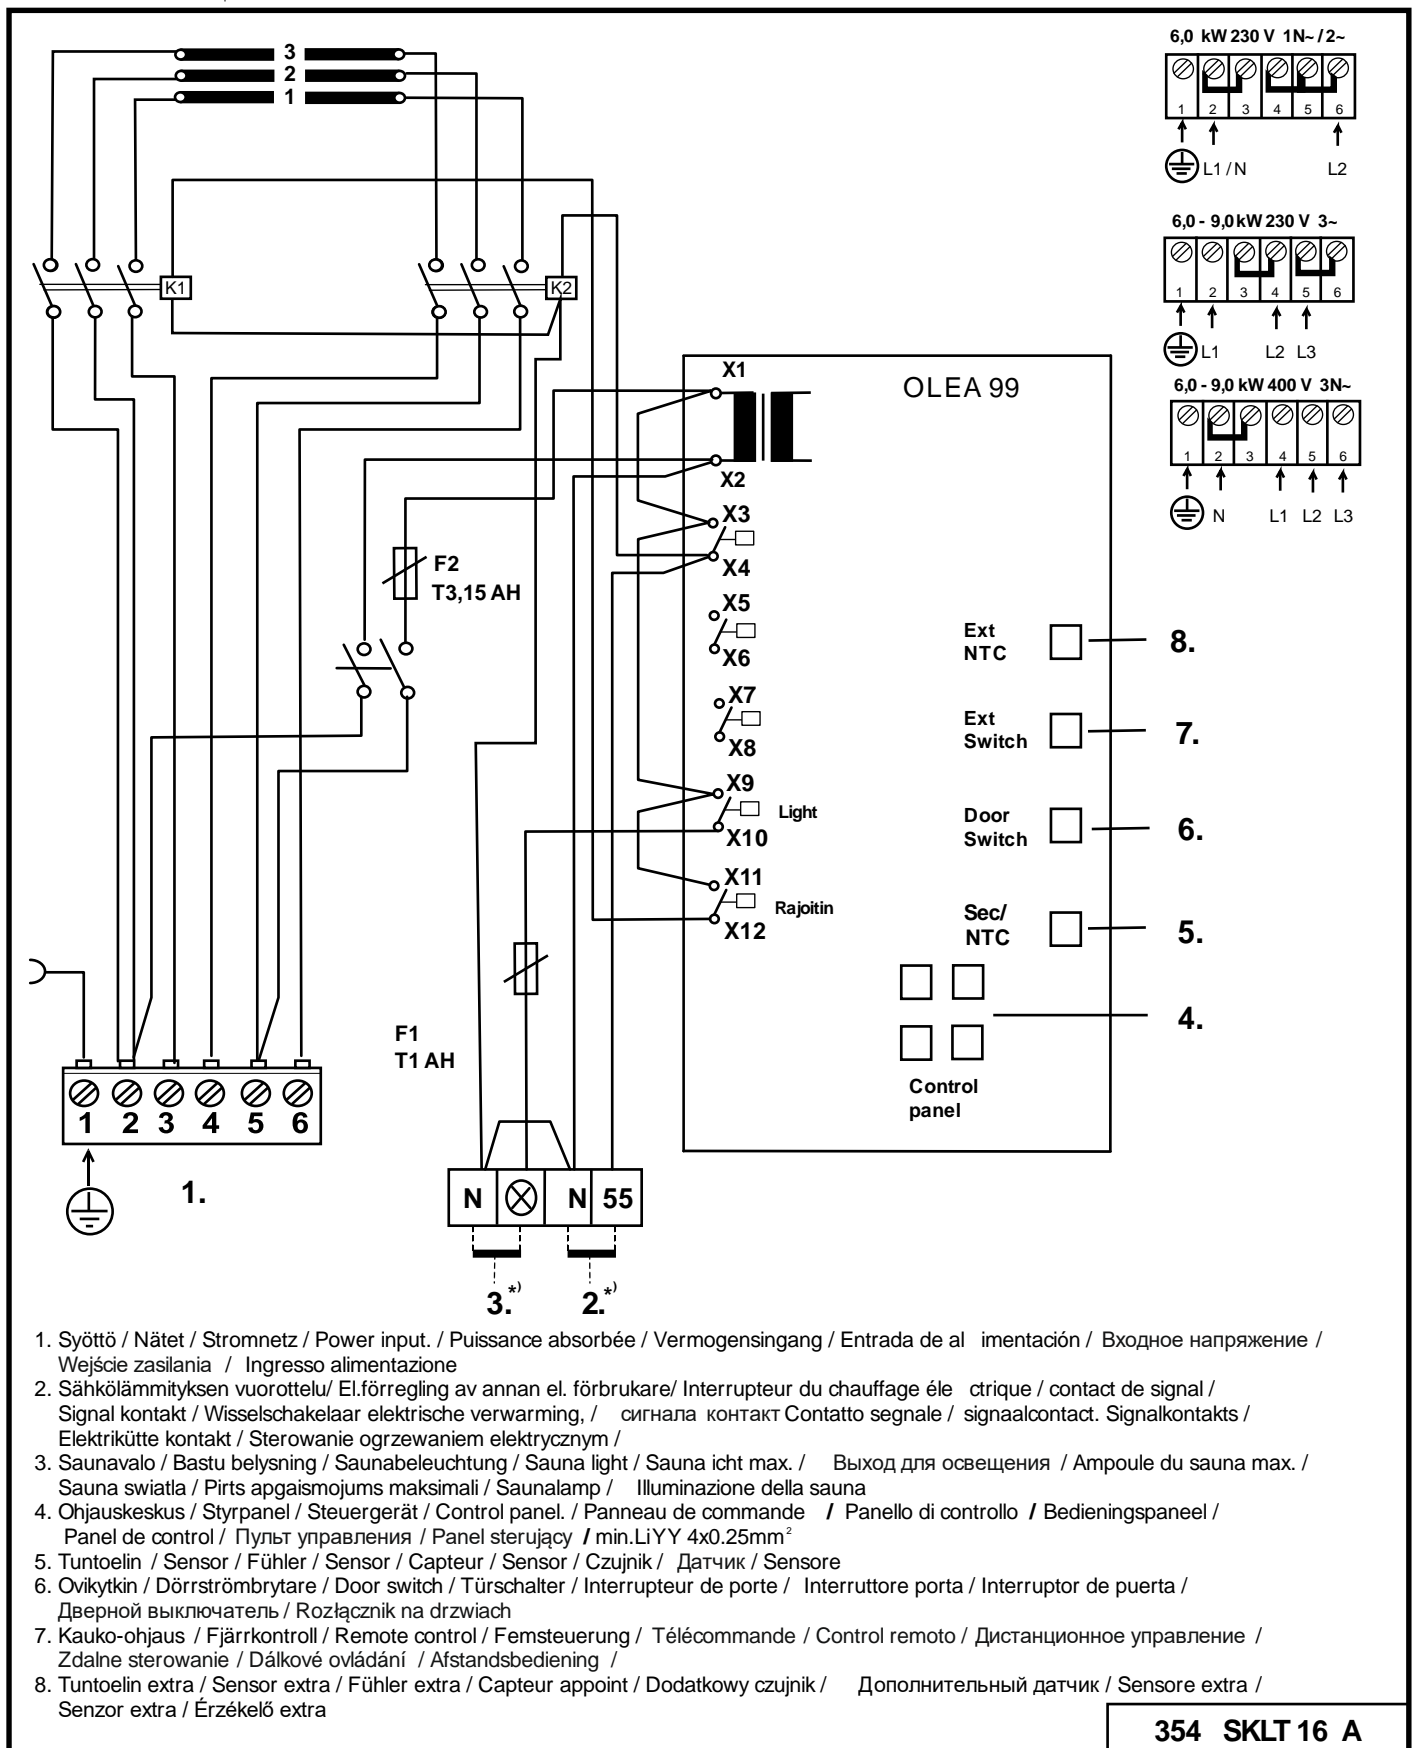 6,0 kW 230 V 1N~ / 2~
1 2 3 4 5 6
L1 / N L2
6,0 - 9,0 kW 230 V 3~
1 2 3 4 5 6
L1 L2 L3
6,0 - 9,0 kW 400 V 3N~
1 2 3 4 5 6
N L1 L2 L3
3
2
1
K1
K2
OLEA 99
X1
X2
X3
X4
X5
X6
X7
X8
X9
Light
X10
X11
Rajoitin
X12
F2
T3,15 AH
Ext
NTC
8.
Ext
Switch
7.
Door
Switch
6.
Sec/
NTC
5.
4.
Control
panel
F1
T1 AH
1 2 3 4 5 6
1.
N N 55
3.*)
2.*)
1. Syöttö / Nätet / Stromnetz / Power input. / Puissance absorbée / Vermogensingang / Entrada de al imentación / Входное напряжение /
Wejście zasilania / Ingresso alimentazione
2. Sähkölämmityksen vuorottelu/ El.förregling av annan el. förbrukare/ Interrupteur du chauffage éle ctrique / contact de signal /
Signal kontakt / Wisselschakelaar elektrische verwarming, / сигнала контакт Contatto segnale / signaalcontact. Signalkontakts /
Elektrikütte kontakt / Sterowanie ogrzewaniem elektrycznym /
3. Saunavalo / Bastu belysning / Saunabeleuchtung / Sauna light / Sauna icht max. / Выход для освещения / Ampoule du sauna max. /
Sauna swiatla / Pirts apgaismojums maksimali / Saunalamp / Illuminazione della sauna
4. Ohjauskeskus / Styrpanel / Steuergerät / Control panel. / Panneau de commande / Panello di controllo / Bedieningspaneel /
Panel de control / Пульт управления / Panel sterujący / min.LiYY 4x0.25mm²
5. Tuntoelin / Sensor / Fühler / Sensor / Capteur / Sensor / Czujnik / Датчик / Sensore
6. Ovikytkin / Dörrströmbrytare / Door switch / Türschalter / Interrupteur de porte / Interruttore porta / Interruptor de puerta /
Дверной выключатель / Rozłącznik na drzwiach
7. Kauko-ohjaus / Fjärrkontroll / Remote control / Femsteuerung / Télécommande / Control remoto / Дистанционное управление /
Zdalne sterowanie / Dálkové ovládání / Afstandsbediening /
8. Tuntoelin extra / Sensor extra / Fühler extra / Capteur appoint / Dodatkowy czujnik / Дополнительный датчик / Sensore extra /
Senzor extra / Érzékelő extra
354 SKLT 16 A